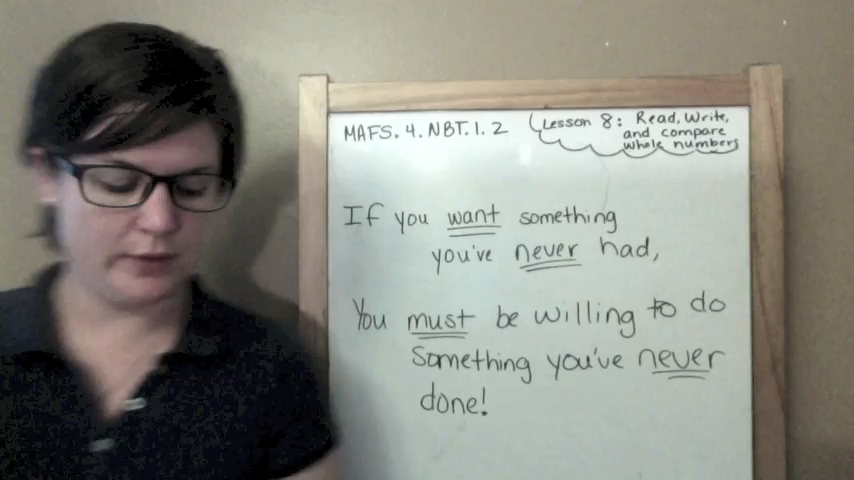 MAFS.4.NBT.1.2
Lesson 8: Read, Write,
and compare
whole numbers
If you want something
you've never had,
You must be willing to do
Something you've never
done!